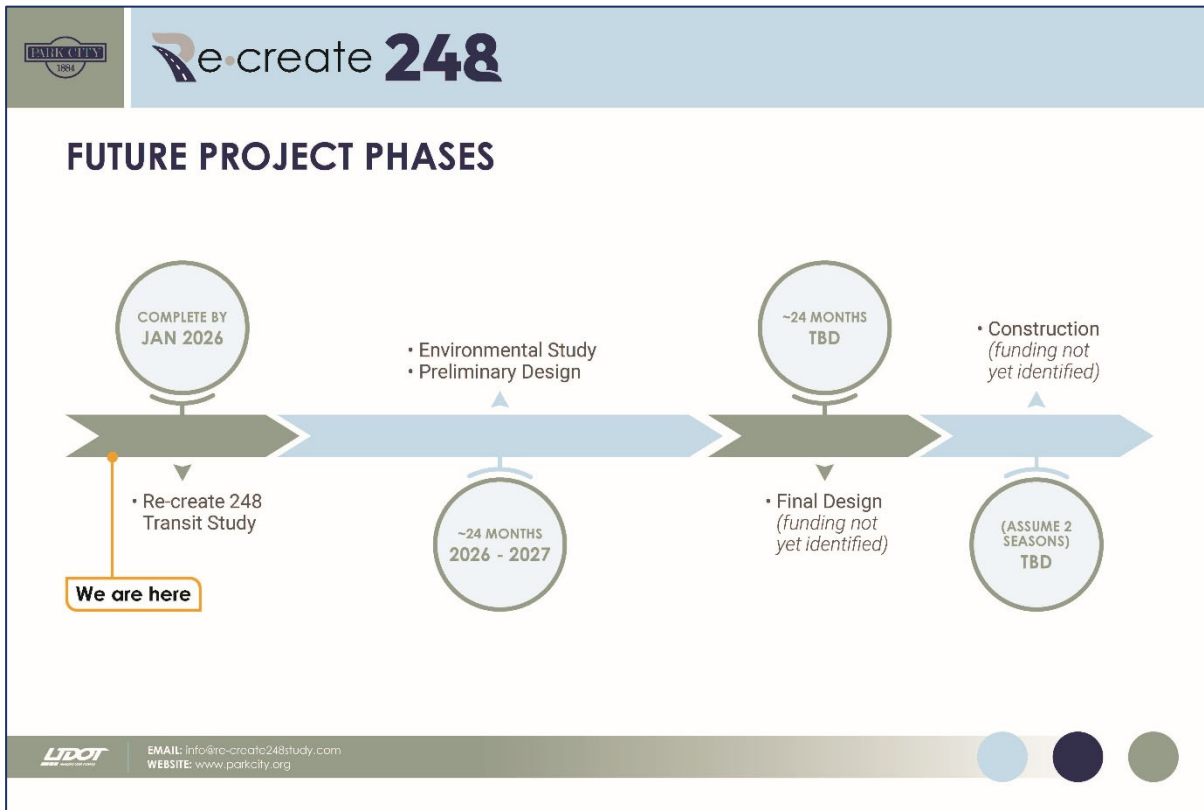 PARK CITY
1884
Re•create 248
FUTURE PROJECT PHASES
COMPLETE BY
JAN 2026
• Re-create 248
Transit Study
We are here
• Environmental Study
• Preliminary Design
~24 MONTHS
2026 - 2027
~24 MONTHS
TBD
• Final Design
(funding not
yet identified)
• Construction
(funding not
yet identified)
(ASSUME 2
SEASONS)
TBD
UDOT
EMAIL: info@re-create248study.com
WEBSITE: www.parkcity.org